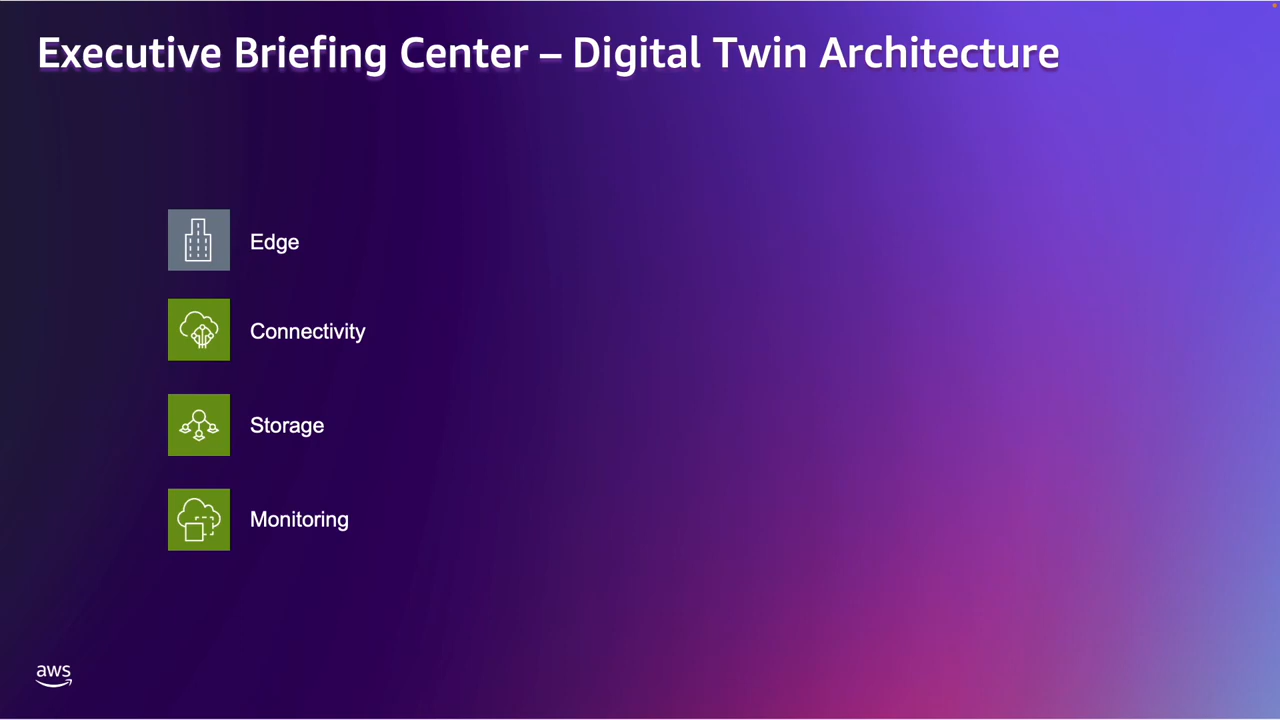 Executive Briefing Center – Digital Twin Architecture
Edge
Connectivity
Storage
Monitoring
aws